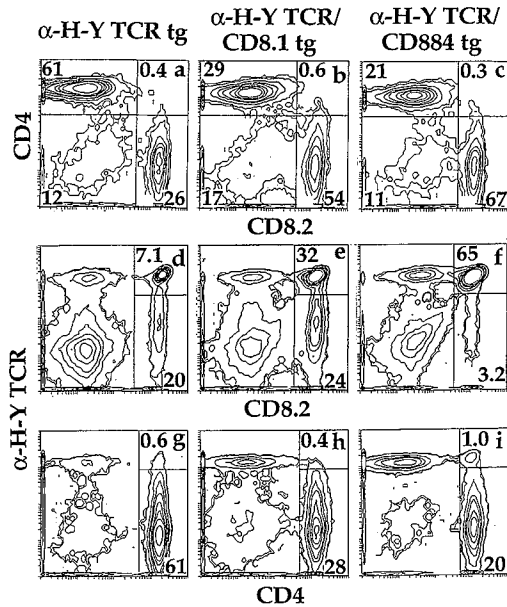 α-H-Y TCR tg
α-H-Y TCR/
CD8.1 tg
α-H-Y TCR/
CD884 tg
61
0.4 a
12
26
29
0.6 b
17
54
21
0.3 c
11
67
CD4
CD8.2
7.1 d
20
32 e
24
65 f
3.2
CD8.2
α-H-Y TCR
0.6 g
61
0.4 h
28
1.0 i
20
CD4